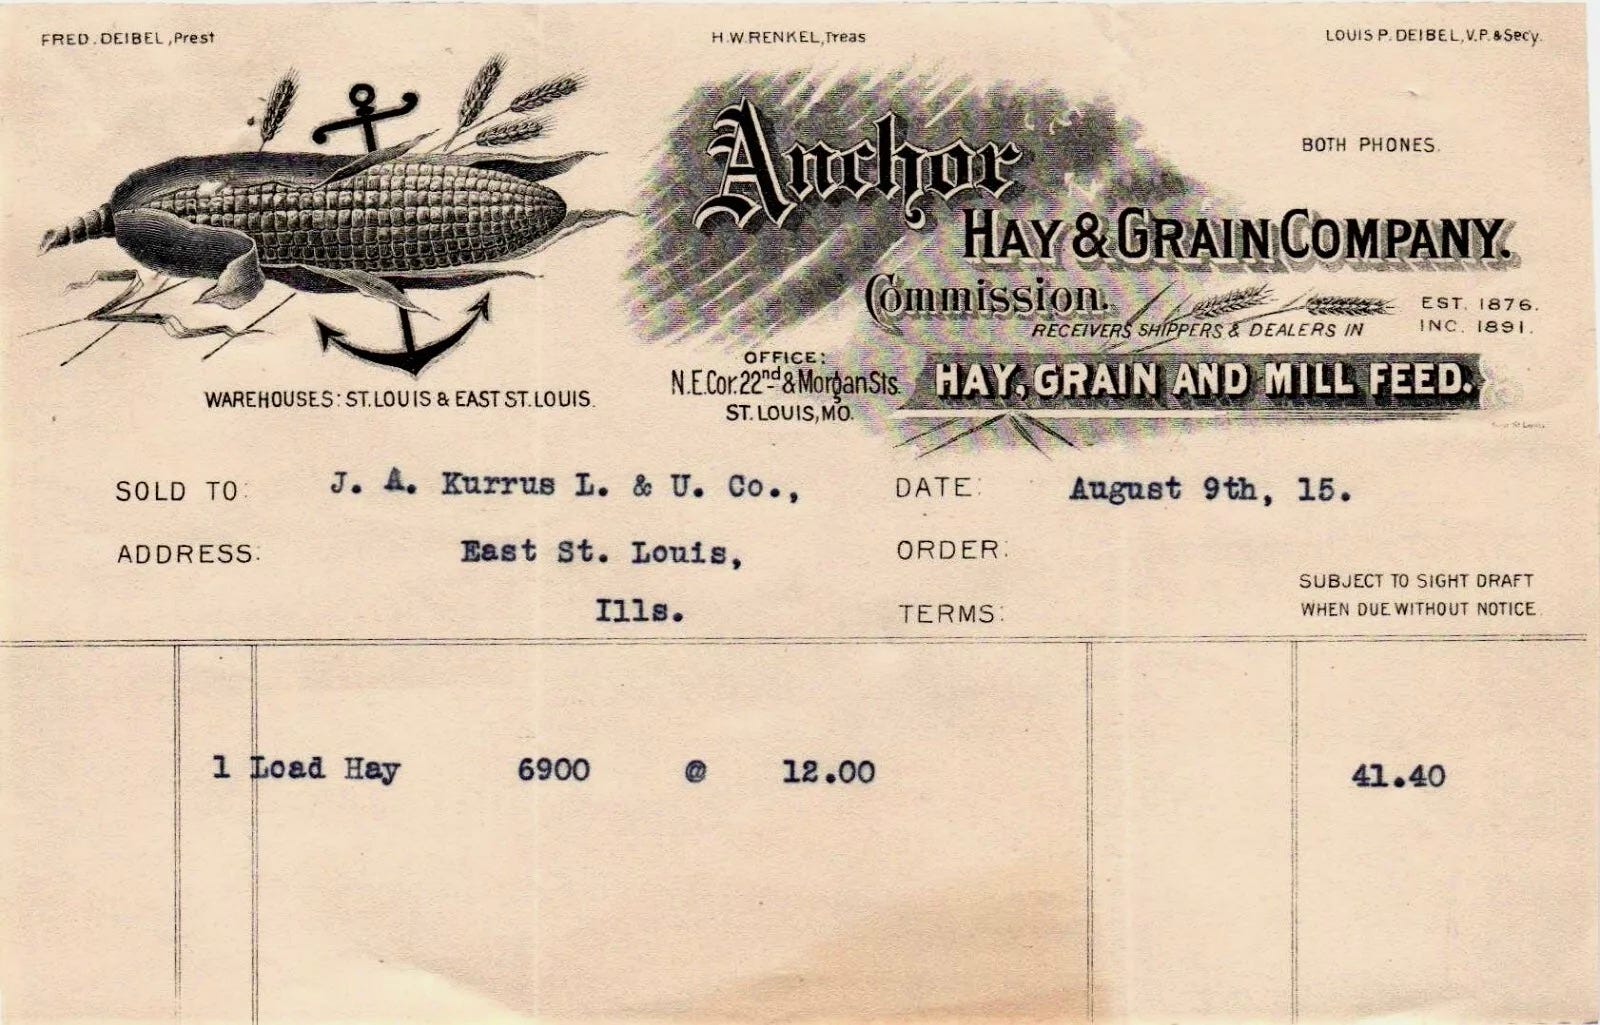 FRED. DEIBEL, Prest
H.W. RENKEL, Treas
LOUIS P. DEIBEL, V.P. & Secy.
Anchor
BOTH PHONES.
HAY & GRAIN COMPANY.
Commission.
EST. 1876.
INC. 1891.
RECEIVERS SHIPPERS & DEALERS IN
HAY, GRAIN AND MILL FEED.
OFFICE:
N.E. Cor. 22nd & Morgan Sts.
ST. LOUIS, MO.
WAREHOUSES: ST. LOUIS & EAST ST. LOUIS.
SOLD TO: J. A. Kurrus L. & U. Co.,
DATE: August 9th, 15.
ADDRESS: East St. Louis,
Ills.
ORDER:
TERMS:
SUBJECT TO SIGHT DRAFT
WHEN DUE WITHOUT NOTICE.
1 Load Hay 6900 @ 12.00 41.40